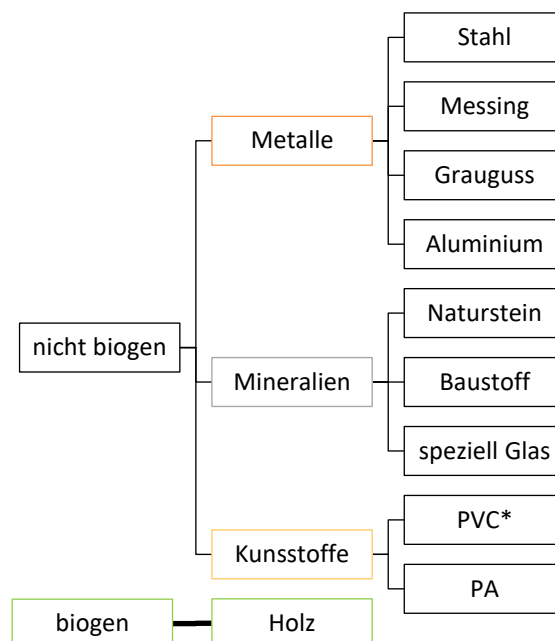 Stahl
Messing
Metalle
Grauguss
Aluminium
Naturstein
nicht biogen
Mineralien
Baustoff
speziell Glas
PVC*
Kunsstoffe
PA
biogen
Holz